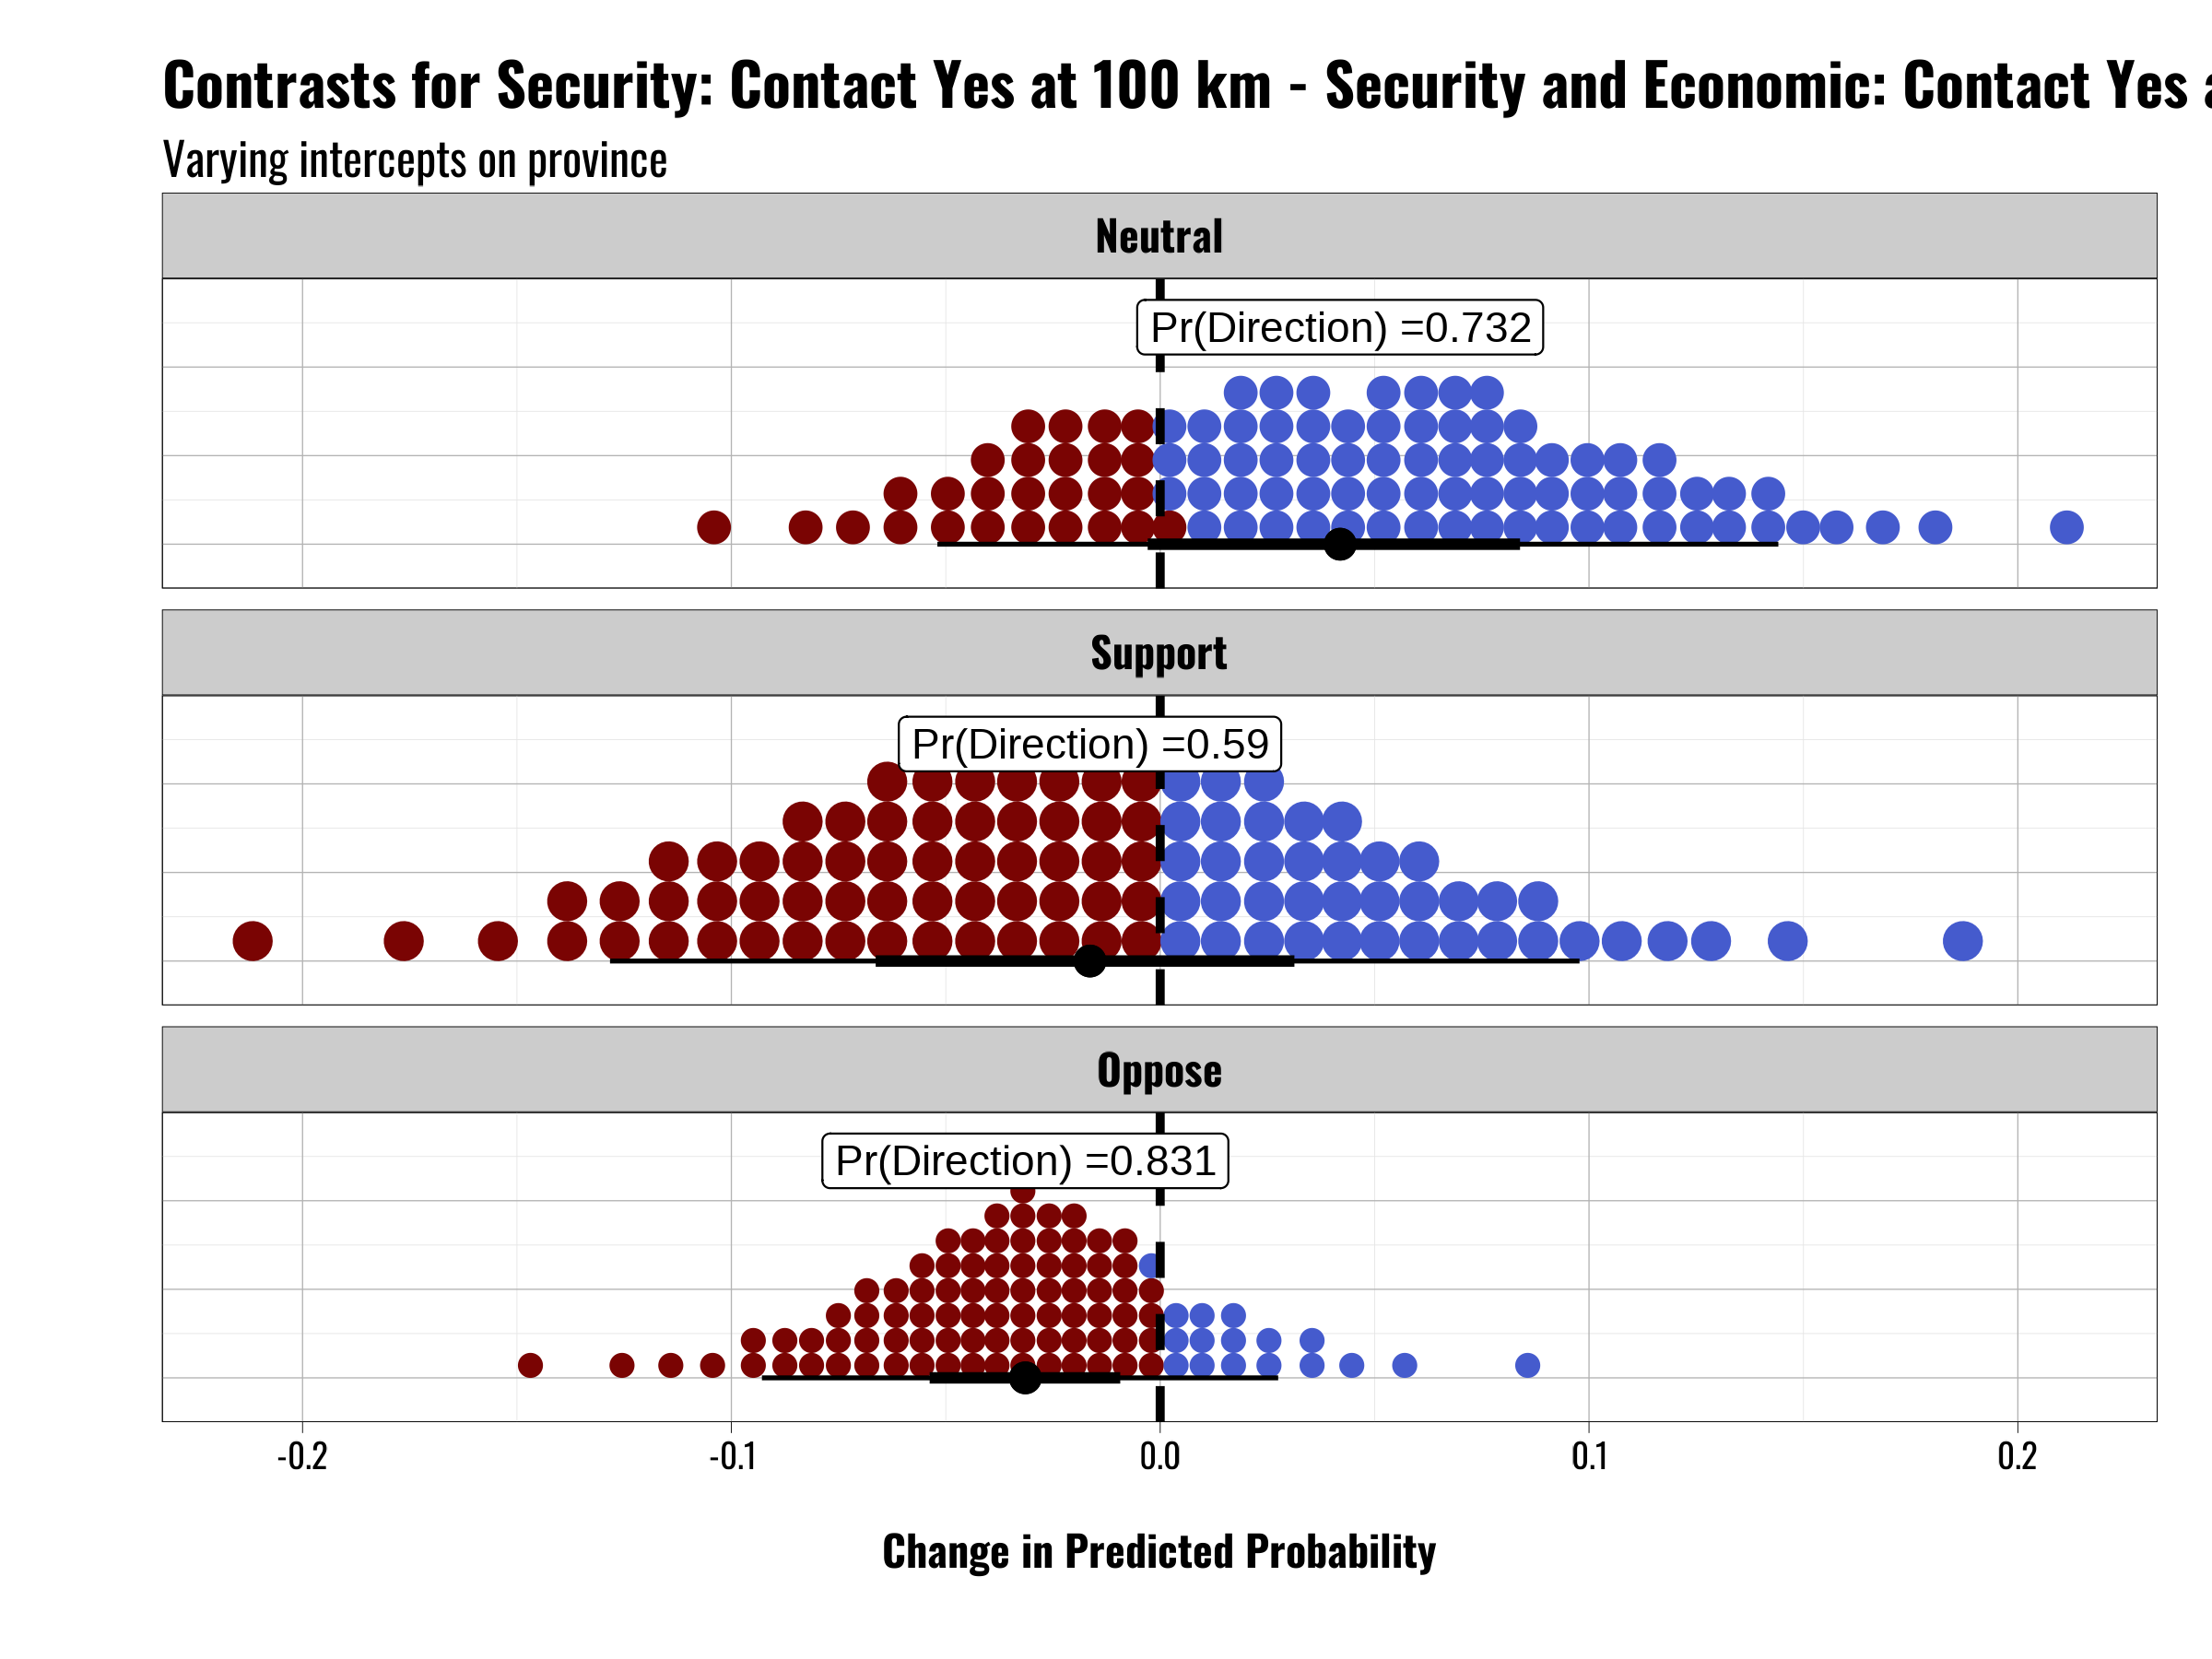 Contrasts for Security: Contact Yes at 100 km - Security and Economic: Contact Yes
Varying intercepts on province
Neutral
Pr(Direction) =0.732
Support
Pr(Direction) =0.59
Oppose
Pr(Direction) =0.831
-0.2 -0.1 0.0 0.1 0.2
Change in Predicted Probability